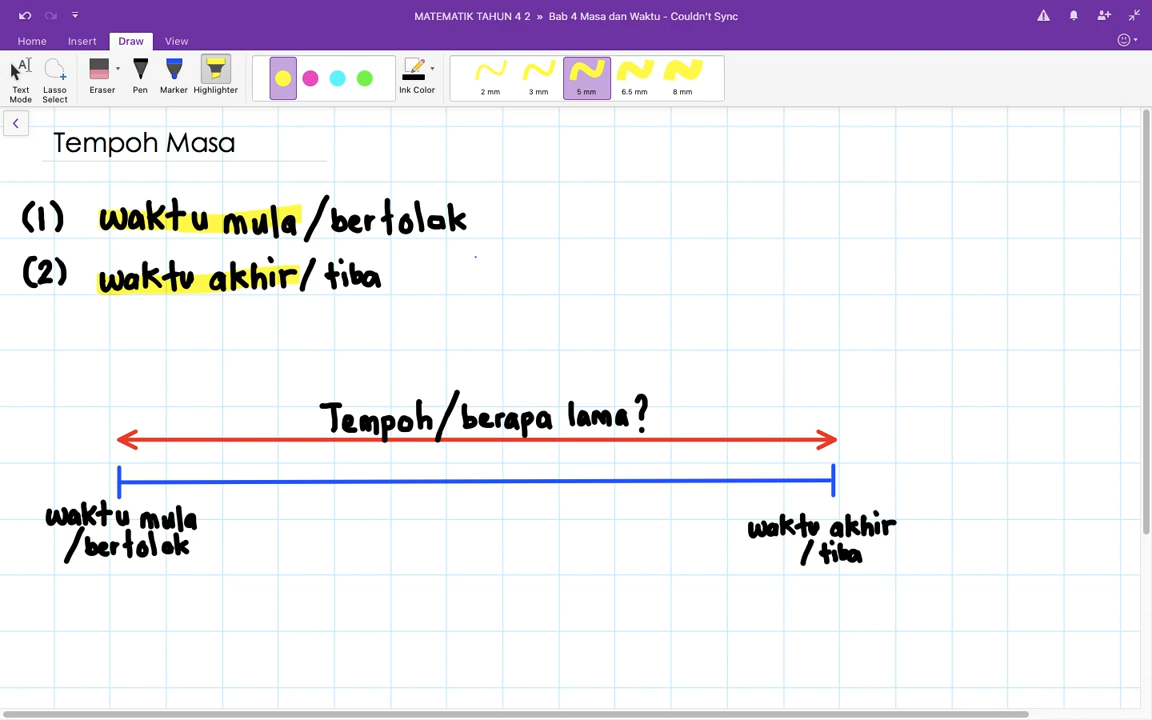 MATEMATIK TAHUN 4 2 » Bab 4 Masa dan Waktu - Couldn't Sync
Home Insert Draw View
Text Mode Lasso Select Eraser Pen Marker Highlighter Ink Color 2 mm 3 mm 5 mm 6.5 mm 8 mm
Tempoh Masa
(1) waktu mula/bertolak
(2) waktu akhir/tiba
Tempoh/berapa lama?
waktu mula
/bertolak
waktu akhir
/tiba